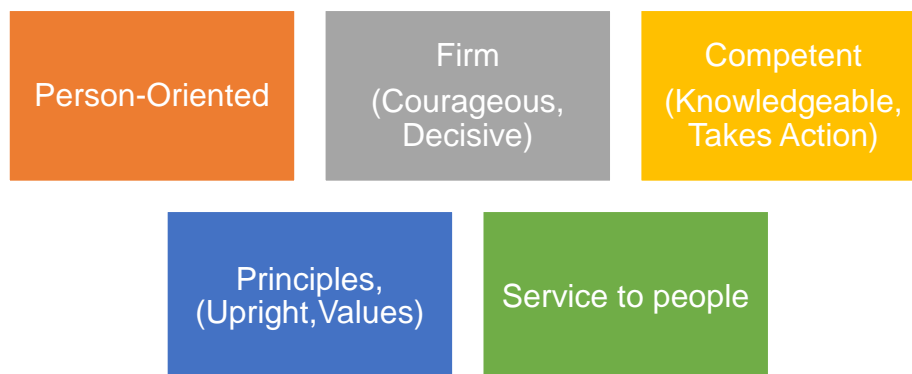 Person-Oriented
Firm
(Courageous,
Decisive)
Competent
(Knowledgeable,
Takes Action)
Principles,
(Upright,Values)
Service to people